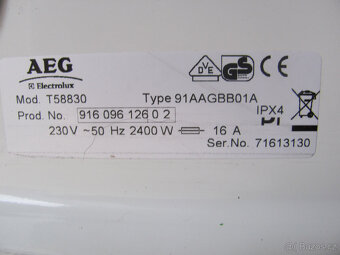 AEG
Electrolux
Mod. T58830 Type 91AAGBB01A
Prod. No. 916 096 126 0 2 IPX4
230V ~50 Hz 2400W 16 A
Ser.No. 71613130